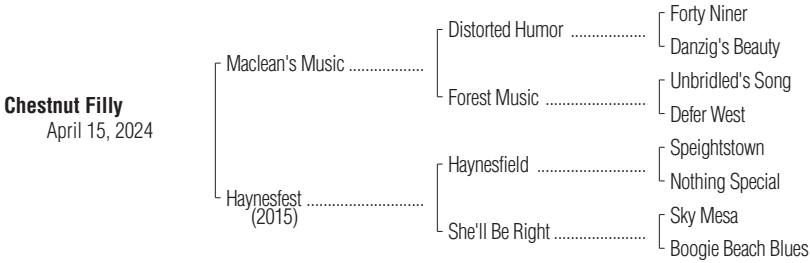 Forty Niner
Distorted Humor ..................
Danzig's Beauty
Maclean's Music ..................
Unbridled's Song
Forest Music ........................
Defer West
Chestnut Filly
April 15, 2024
Speightstown
Haynesfield ..........................
Nothing Special
Haynesfest ............................
(2015)
Sky Mesa
She'll Be Right ......................
Boogie Beach Blues